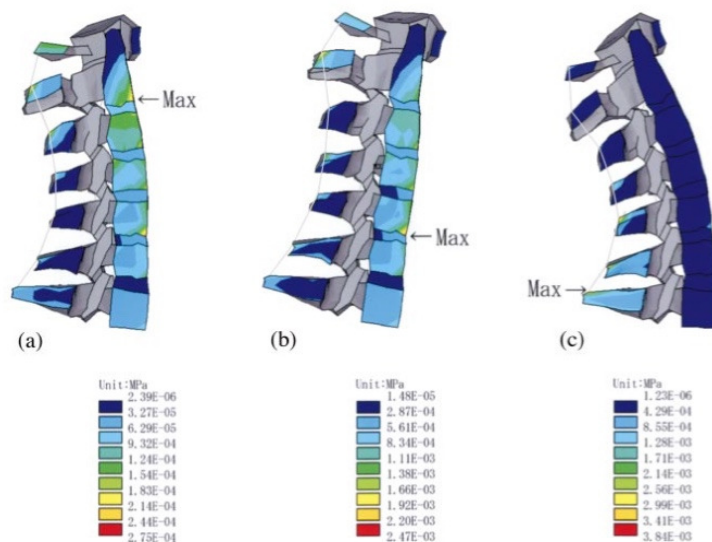 ← Max
← Max
Max →
(a)
(b)
(c)
Unit:MPa
2.39E-06
3.27E-05
6.29E-05
9.32E-04
1.24E-04
1.54E-04
1.83E-04
2.14E-04
2.44E-04
2.75E-04
Unit:MPa
1.48E-05
2.87E-04
5.61E-04
8.34E-04
1.11E-03
1.38E-03
1.66E-03
1.92E-03
2.20E-03
2.47E-03
Unit:MPa
1.23E-06
4.29E-04
8.55E-04
1.28E-03
1.71E-03
2.14E-03
2.56E-03
2.99E-03
3.41E-03
3.84E-03